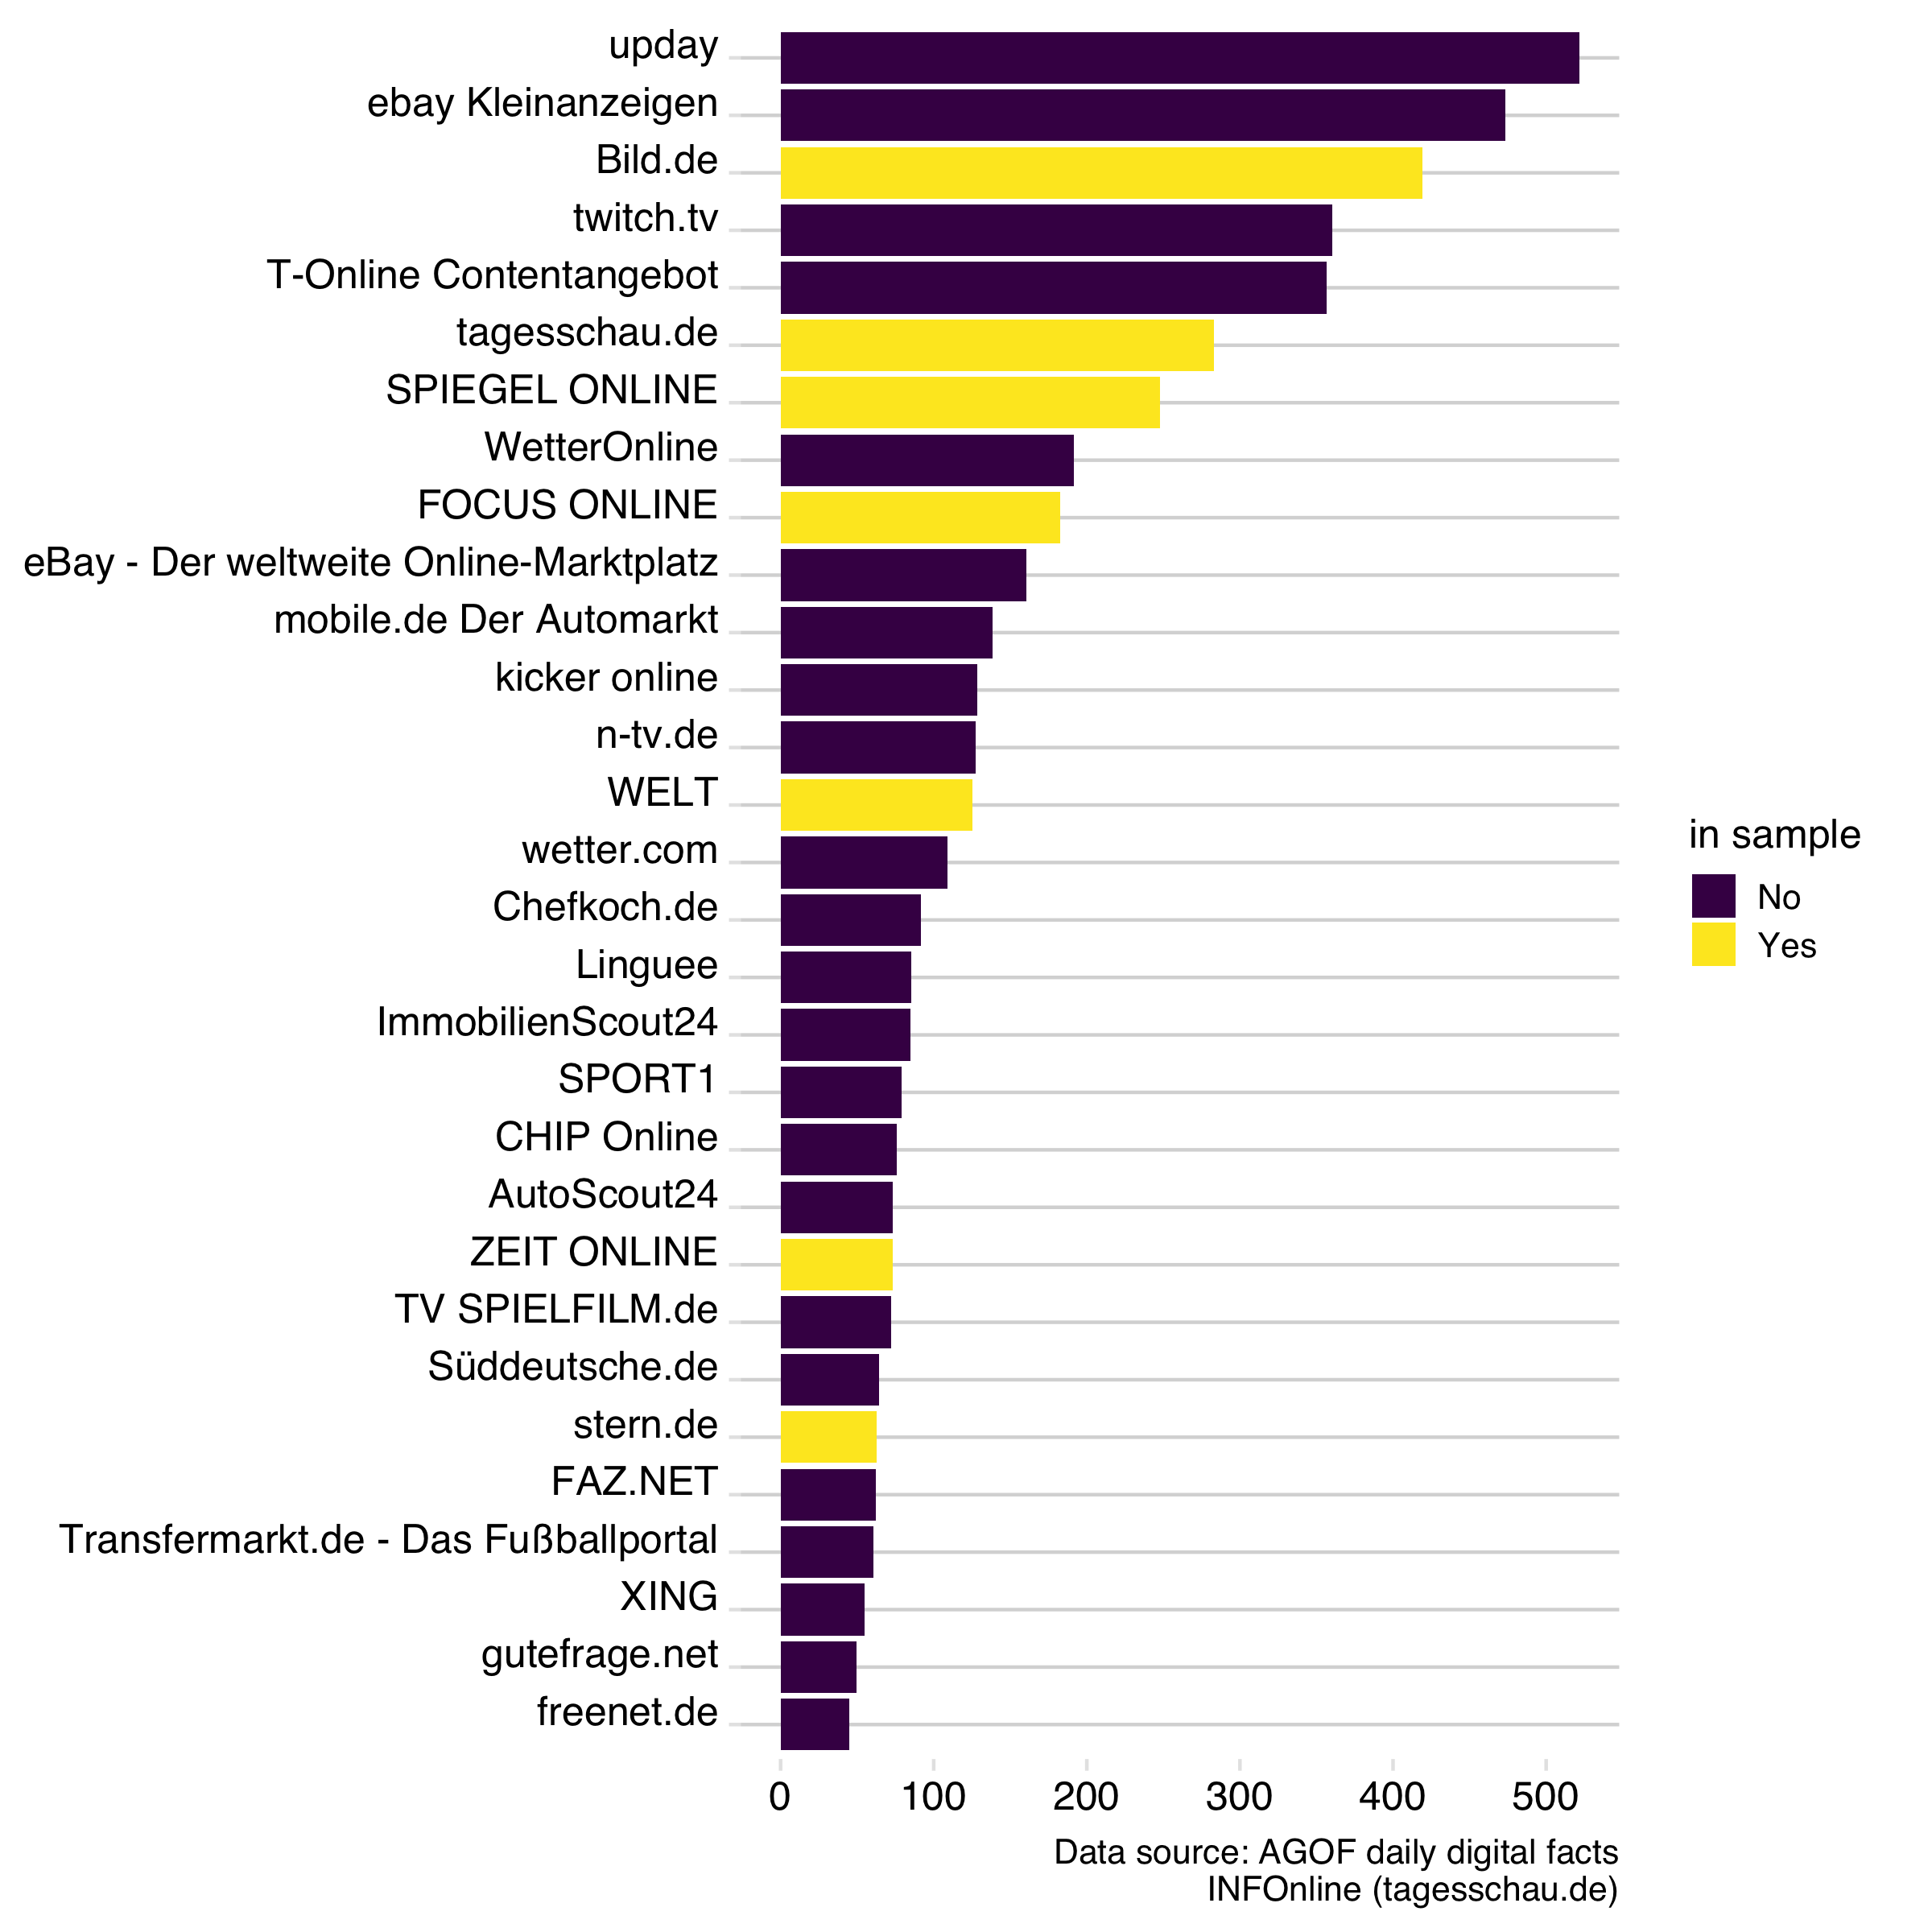 upday
ebay Kleinanzeigen
Bild.de
twitch.tv
T-Online Contentangebot
tagesschau.de
SPIEGEL ONLINE
WetterOnline
FOCUS ONLINE
eBay - Der weltweite Online-Marktplatz
mobile.de Der Automarkt
kicker online
n-tv.de
WELT
wetter.com
Chefkoch.de
Linguee
ImmobilienScout24
SPORT1
CHIP Online
AutoScout24
ZEIT ONLINE
TV SPIELFILM.de
Süddeutsche.de
stern.de
FAZ.NET
Transfermarkt.de - Das Fußballportal
XING
gutefrage.net
freenet.de
0 100 200 300 400 500
Data source: AGOF daily digital facts
INFOnline (tagesschau.de)
in sample
No
Yes